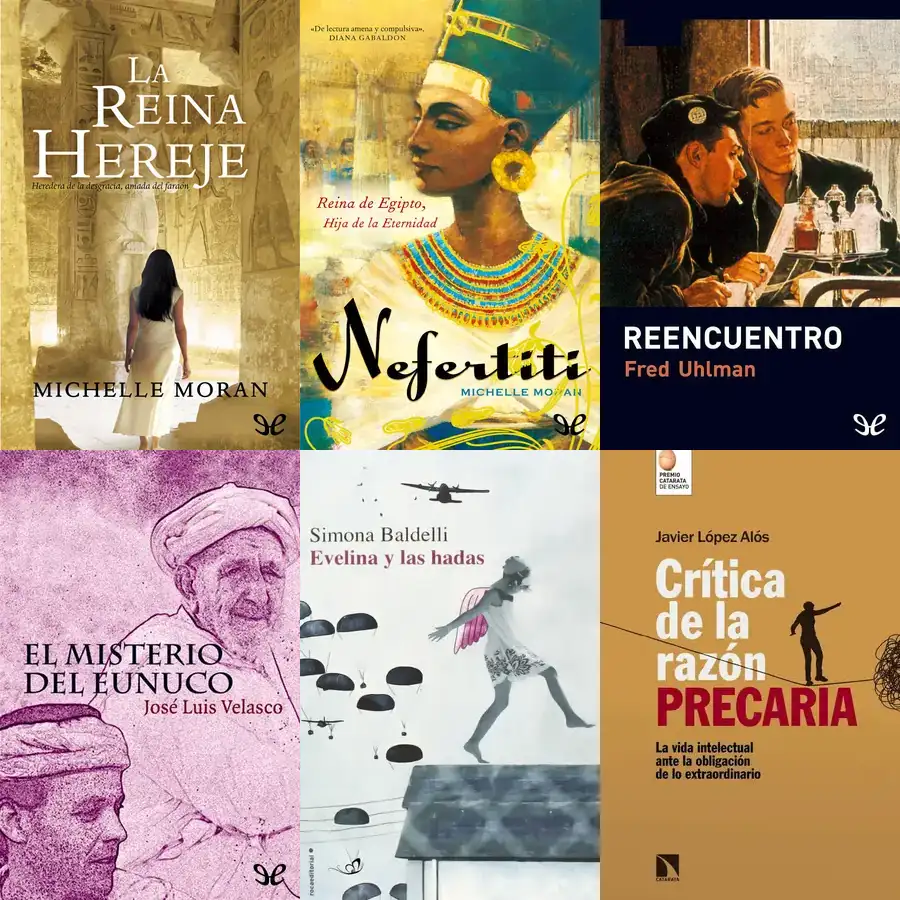 LA
REINA
HEREJE
Heredera de la desgracia, amada del faraón
MICHELLE MORAN
«De lectura amena y compulsiva».
DIANA GABALDON
Reina de Egipto,
Hija de la Eternidad
Nefertiti
MICHELLE MORAN
REENCUENTRO
Fred Uhlman
EL MISTERIO
DEL EUNUCO
José Luis Velasco
Simona Baldelli
Evelina y las hadas
rocaeditorial
PREMIO
CATARATA
DE ENSAYO
Javier López Alós
Crítica
de la
razón
PRECARIA
La vida intelectual
ante la obligación
de lo extraordinario
CATARATA